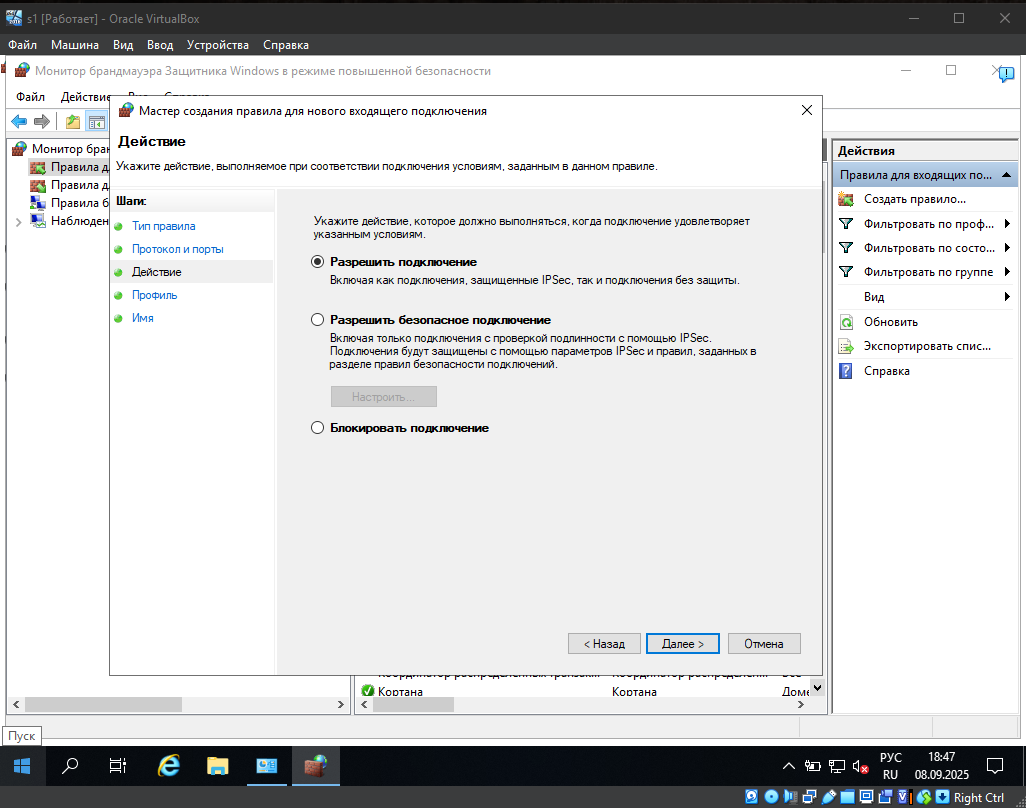 s1 [Работает] - Oracle VirtualBox
Файл Машина Вид Ввод Устройства Справка
Монитор брандмауэра Защитника Windows в режиме повышенной безопасности
Файл Действие
Мастер создания правила для нового входящего подключения
Действие
Укажите действие, выполняемое при соответствии подключения условиям, заданным в данном правиле.
Монитор бран
Правила д
Правила д
Правила б
Наблюден
Шаги:
Тип правила
Протокол и порты
Действие
Профиль
Имя
Укажите действие, которое должно выполняться, когда подключение удовлетворяет
указанным условиям.
Разрешить подключение
Включая как подключения, защищенные IPSec, так и подключения без защиты.
Разрешить безопасное подключение
Включая только подключения с проверкой подлинности с помощью IPSec.
Подключения будут защищены с помощью параметров IPSec и правил, заданных в
разделе правил безопасности подключений.
Настроить...
Блокировать подключение
< Назад Далее > Отмена
Действия
Правила для входящих по...
Создать правило...
Фильтровать по проф...
Фильтровать по состо...
Фильтровать по группе
Вид
Обновить
Экспортировать спис...
Справка
Кортана Кортана Доме
Пуск
РУС
RU
18:47
08.09.2025
Right Ctrl